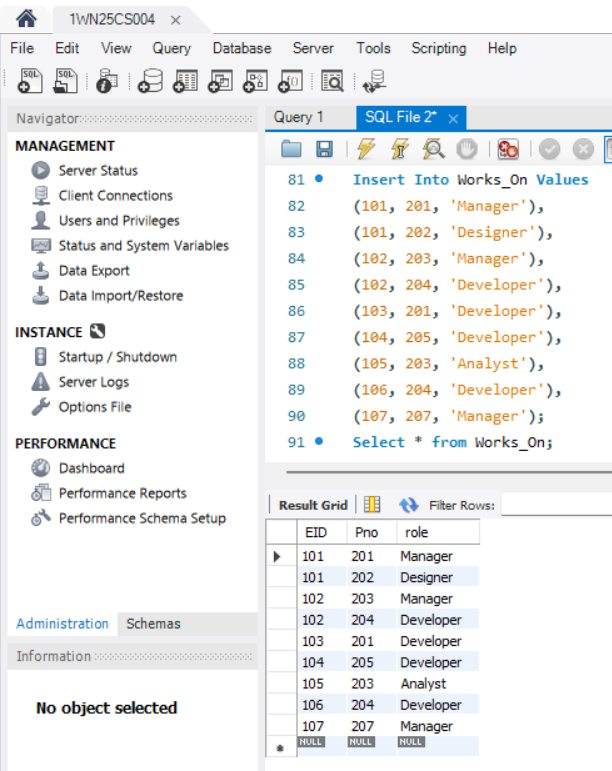 1WN25CS004 ×
File Edit View Query Database Server Tools Scripting Help
SQL SQL
Navigator
MANAGEMENT
Server Status
Client Connections
Users and Privileges
Status and System Variables
Data Export
Data Import/Restore
INSTANCE
Startup / Shutdown
Server Logs
Options File
PERFORMANCE
Dashboard
Performance Reports
Performance Schema Setup
Administration Schemas
Information
No object selected
Query 1 SQL File 2* ×
81 Insert Into Works_On Values
82 (101, 201, 'Manager'),
83 (101, 202, 'Designer'),
84 (102, 203, 'Manager'),
85 (102, 204, 'Developer'),
86 (103, 201, 'Developer'),
87 (104, 205, 'Developer'),
88 (105, 203, 'Analyst'),
89 (106, 204, 'Developer'),
90 (107, 207, 'Manager');
91 Select * from Works_On;
Result Grid Filter Rows:
EID Pno role
101 201 Manager
101 202 Designer
102 203 Manager
102 204 Developer
103 201 Developer
104 205 Developer
105 203 Analyst
106 204 Developer
107 207 Manager
NULL NULL NULL